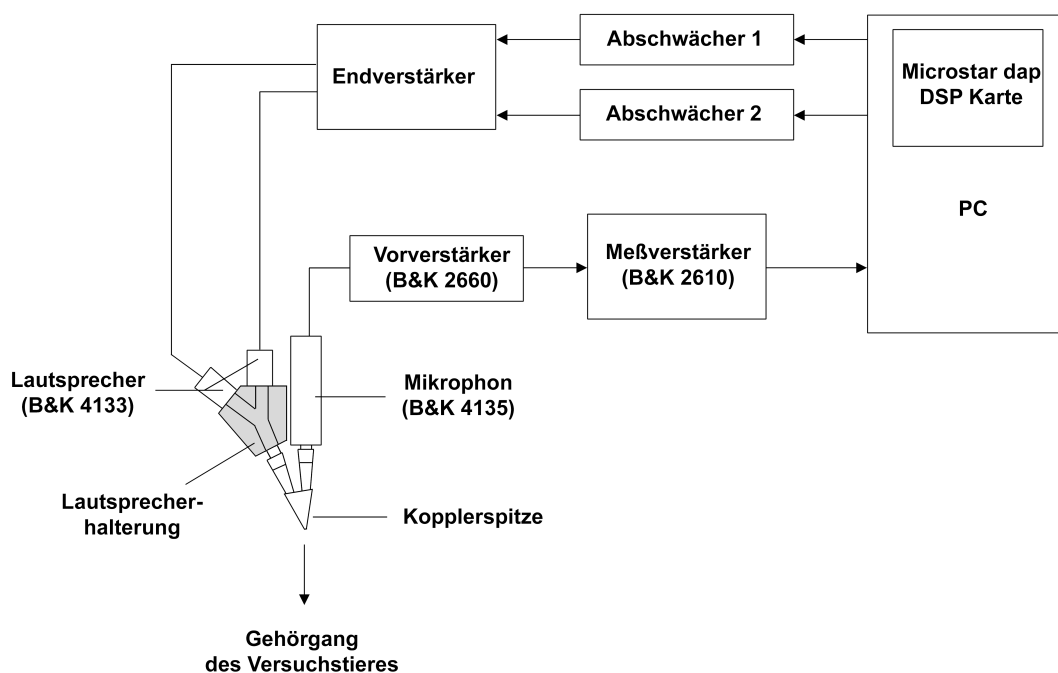 Endverstärker
Abschwächer 1
Abschwächer 2
Microstar dap
DSP Karte
PC
Vorverstärker
(B&K 2660)
Meßverstärker
(B&K 2610)
Lautsprecher
(B&K 4133)
Mikrophon
(B&K 4135)
Lautsprecher-
halterung
Kopplerspitze
Gehörgang
des Versuchstieres